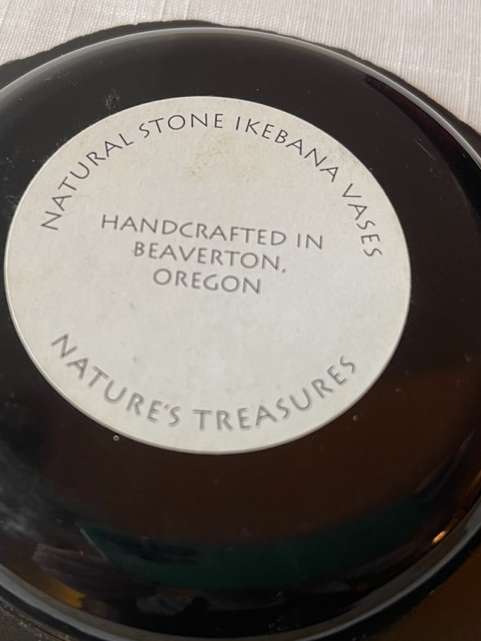 NATURAL STONE IKEBANA VASES
HANDCRAFTED IN
BEAVERTON,
OREGON
NATURE'S TREASURES